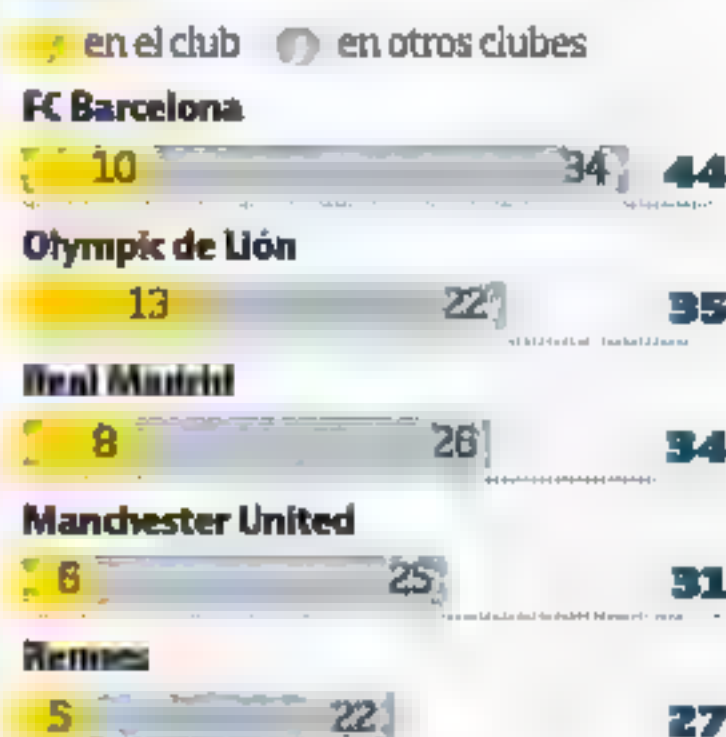 en el club en otros clubes
FC Barcelona
10 34 44
Olympic de Lión
13 22 35
Real Madrid
8 26 34
Manchester United
6 25 31
Rennes
5 22 27